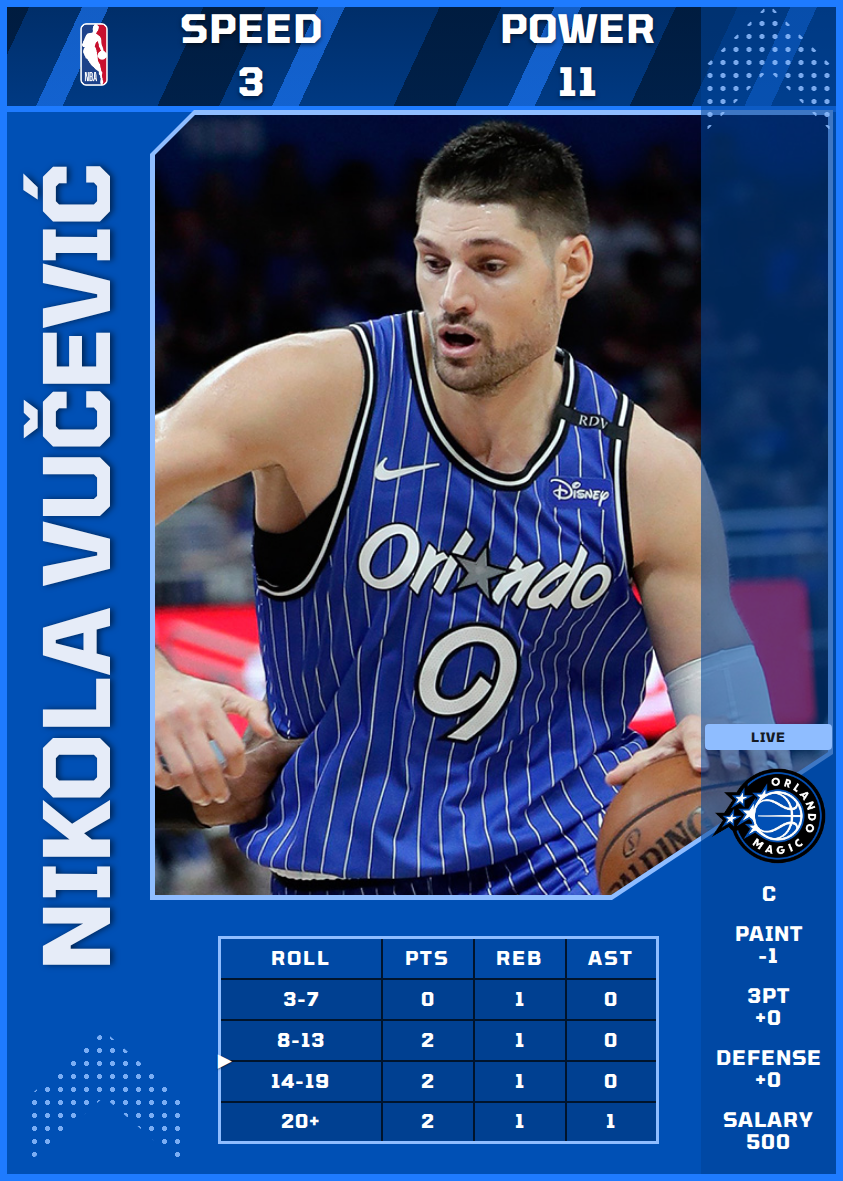 SPEED POWER
3 11
NBA
NIKOLA VUČEVIĆ
RDV
Disney
Orlando
9
SPALDING
LIVE
ORLANDO
MAGIC
C
PAINT
-1
3PT
+0
DEFENSE
+0
SALARY
500
ROLL PTS REB AST
3-7 0 1 0
8-13 2 1 0
14-19 2 1 0
20+ 2 1 1